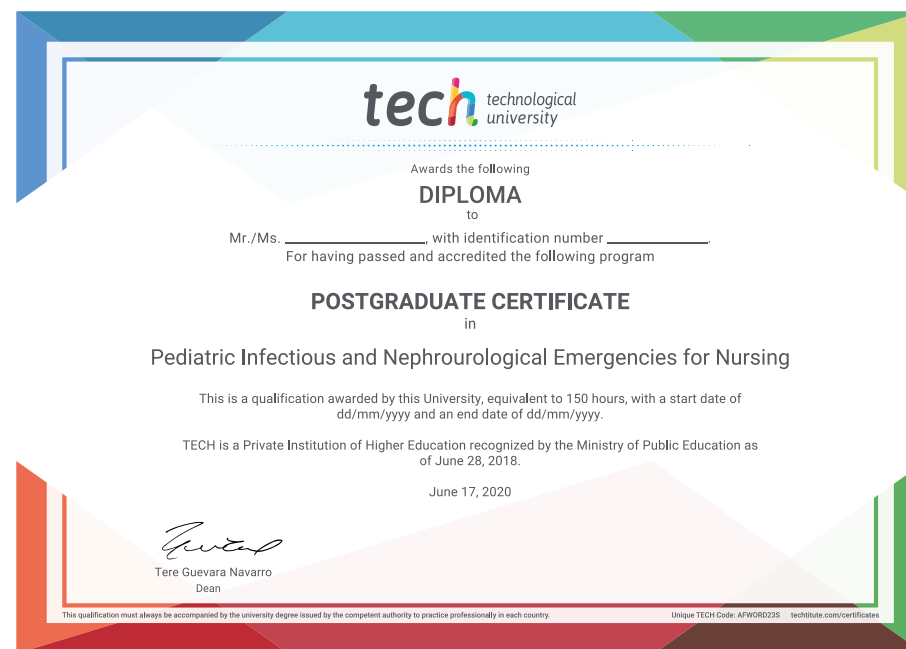 tech technological
university
Awards the following
DIPLOMA
to
Mr./Ms. ____________, with identification number ____________.
For having passed and accredited the following program
POSTGRADUATE CERTIFICATE
in
Pediatric Infectious and Nephrourological Emergencies for Nursing
This is a qualification awarded by this University, equivalent to 150 hours, with a start date of
dd/mm/yyyy and an end date of dd/mm/yyyy.
TECH is a Private Institution of Higher Education recognized by the Ministry of Public Education as
of June 28, 2018.
June 17, 2020
Tere Guevara Navarro
Dean
This qualification must always be accompanied by the university degree issued by the competent authority to practice professionally in each country. Unique TECH Code: AFWORD23S techtitute.com/certificates